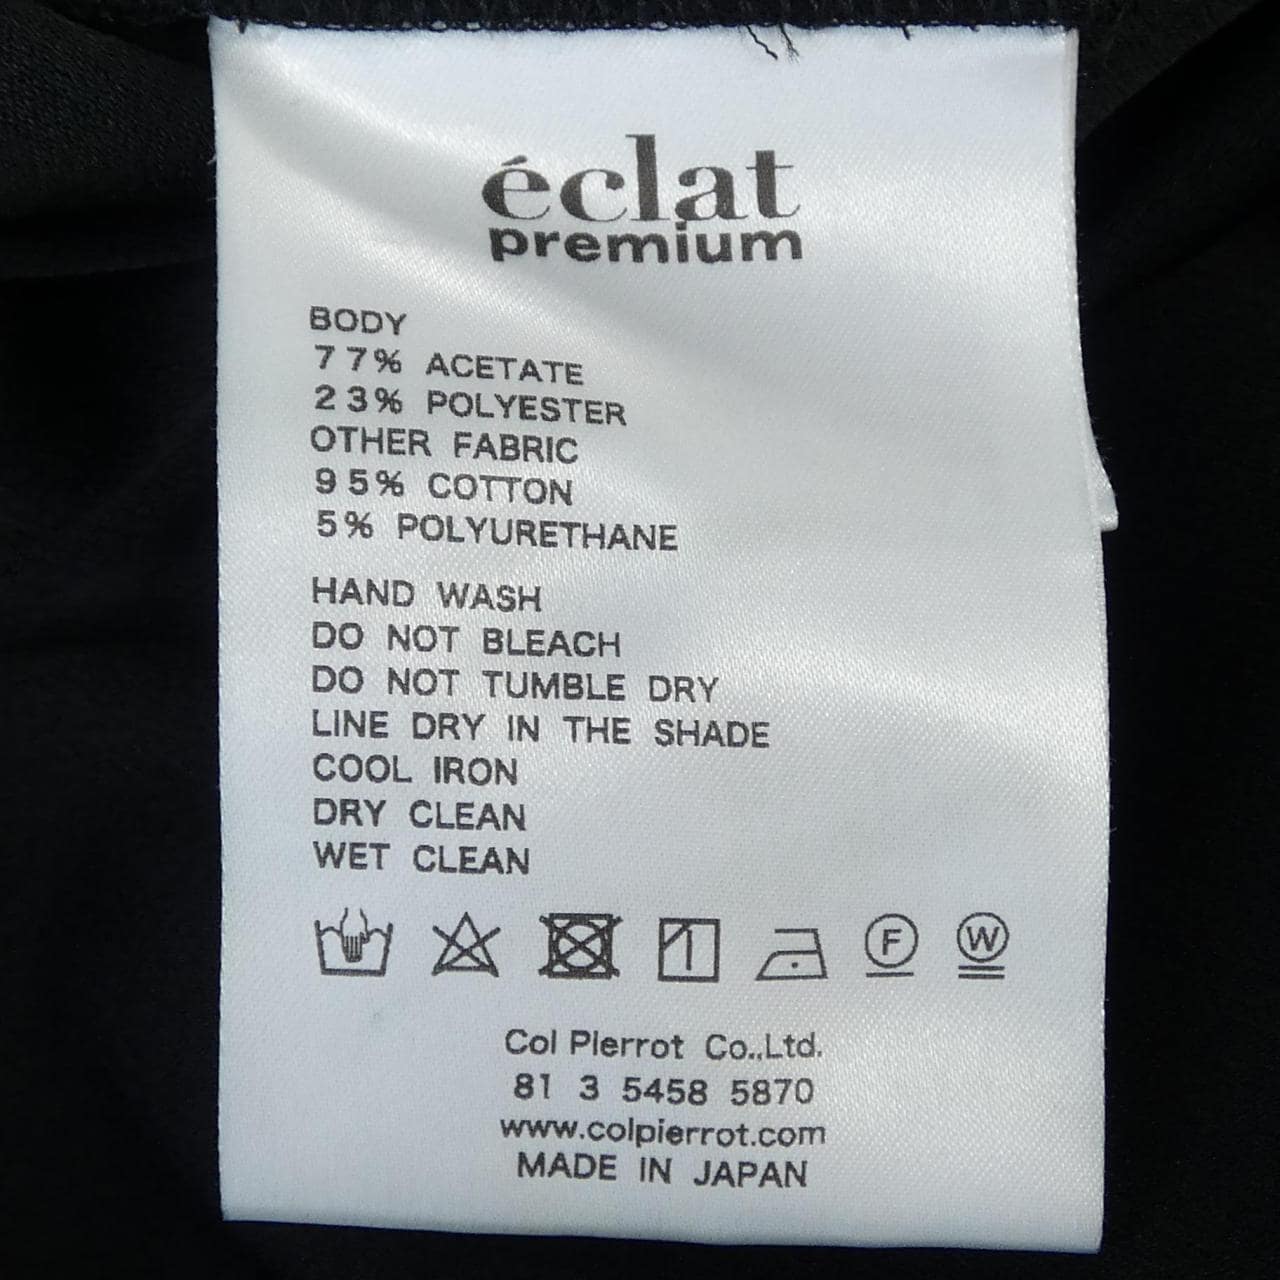 éclat
premium
BODY
77% ACETATE
23% POLYESTER
OTHER FABRIC
95% COTTON
5% POLYURETHANE
HAND WASH
DO NOT BLEACH
DO NOT TUMBLE DRY
LINE DRY IN THE SHADE
COOL IRON
DRY CLEAN
WET CLEAN
F W
Col Pierrot Co.,Ltd.
81 3 5458 5870
www.colpierrot.com
MADE IN JAPAN